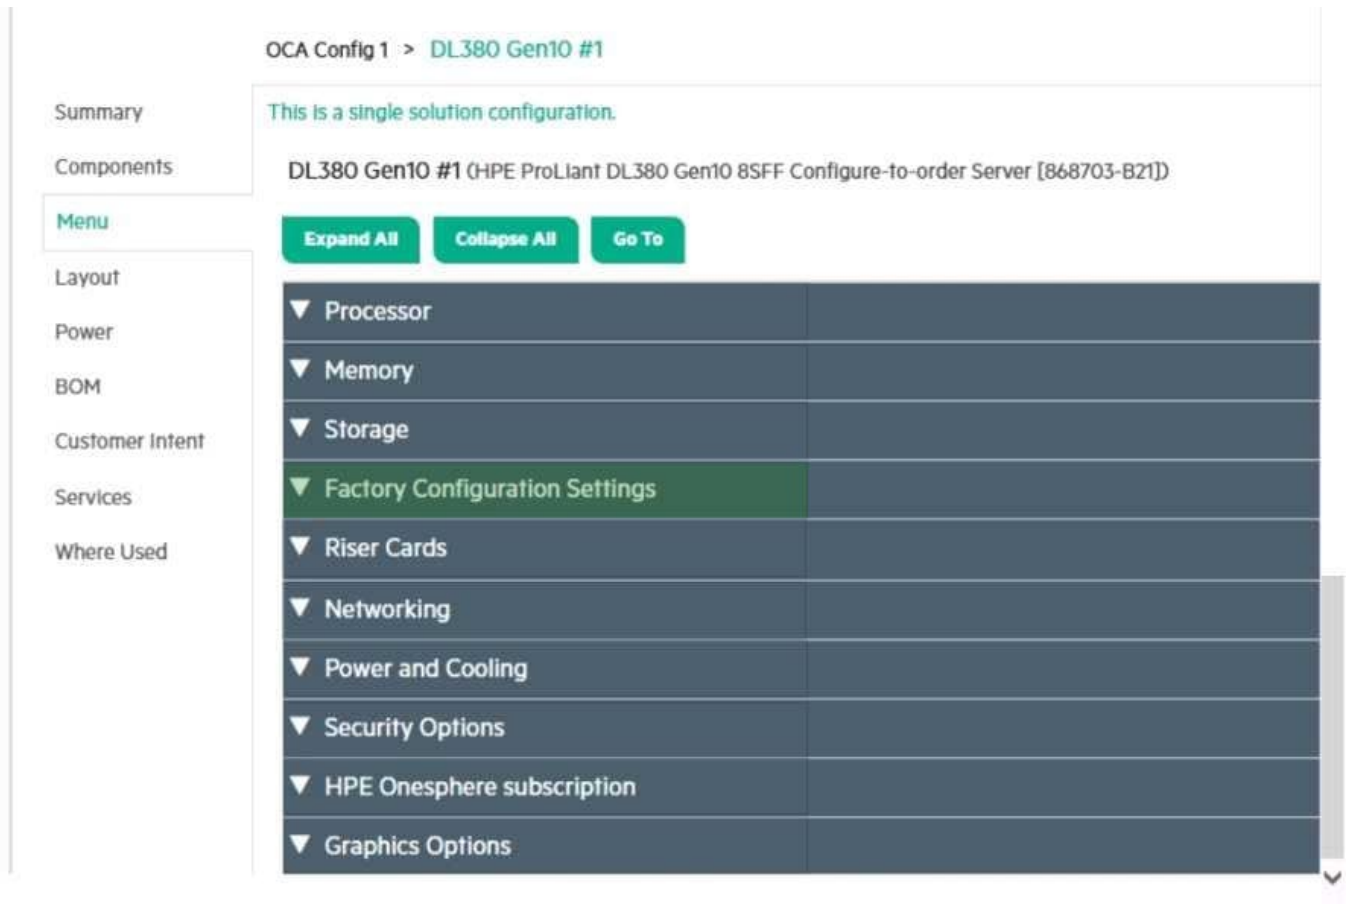 OCA Config 1 > DL380 Gen10 #1
Summary
Components
Menu
Layout
Power
BOM
Customer Intent
Services
Where Used
This is a single solution configuration.
DL380 Gen10 #1 (HPE ProLiant DL380 Gen10 8SFF Configure-to-order Server [868703-B21])
Expand All
Collapse All
Go To
Processor
Memory
Storage
Factory Configuration Settings
Riser Cards
Networking
Power and Cooling
Security Options
HPE Onesphere subscription
Graphics Options